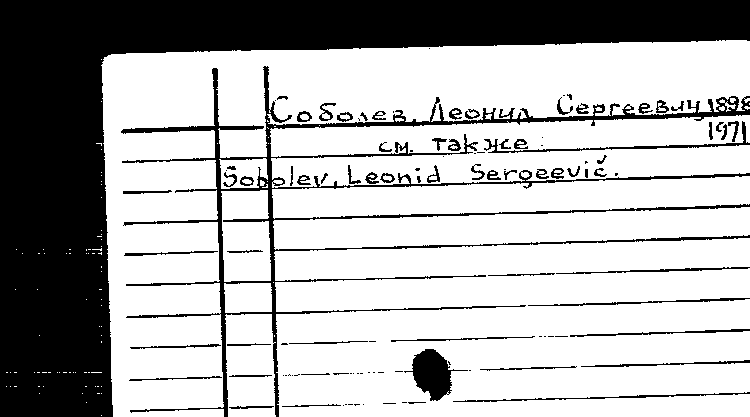 Соболев, Леонид Сергеевич 1898
1971
см. также:
Sobolev, Leonid Sergeevič.